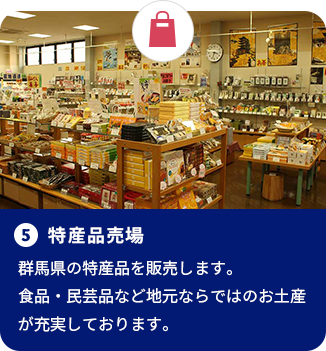 5 特産品売場
群馬県の特産品を販売します。
食品・民芸品など地元ならではのお土産
が充実しております。